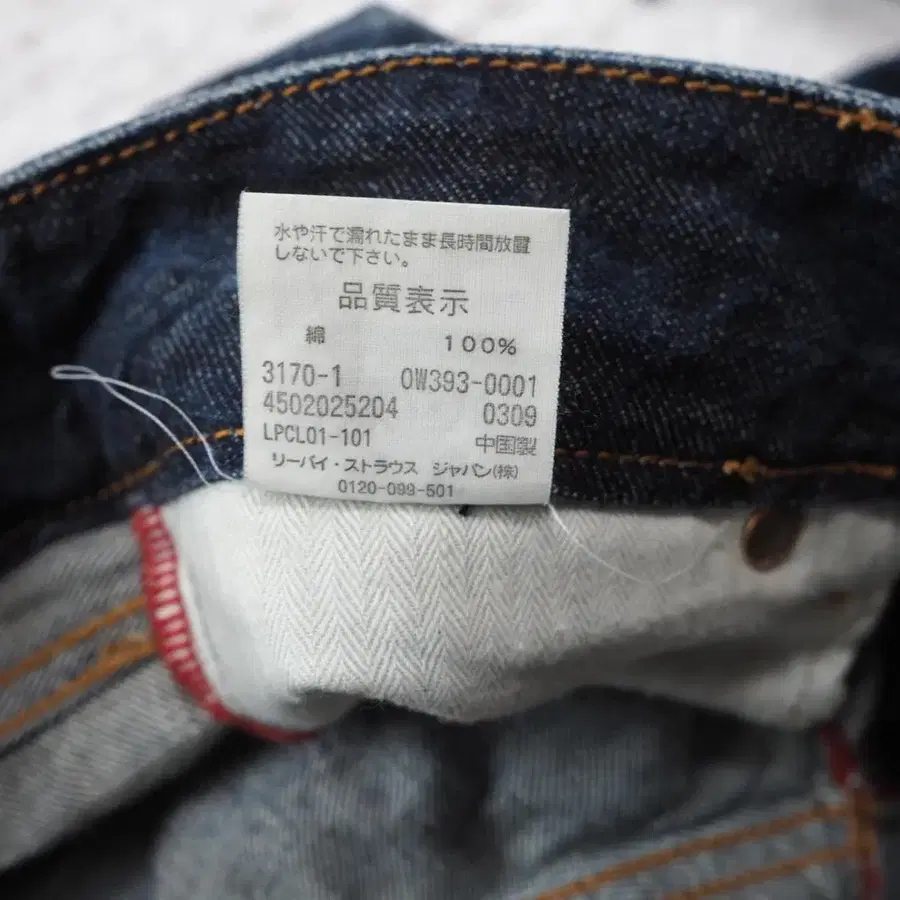 水や汗で濡れたまま長時間放置
しないで下さい。
品質表示
綿 100%
3170-1 0W393-0001
4502025204 0309
LPCL01-101 中国製
リーバイ・ストラウス ジャパン(株)
0120-099-501